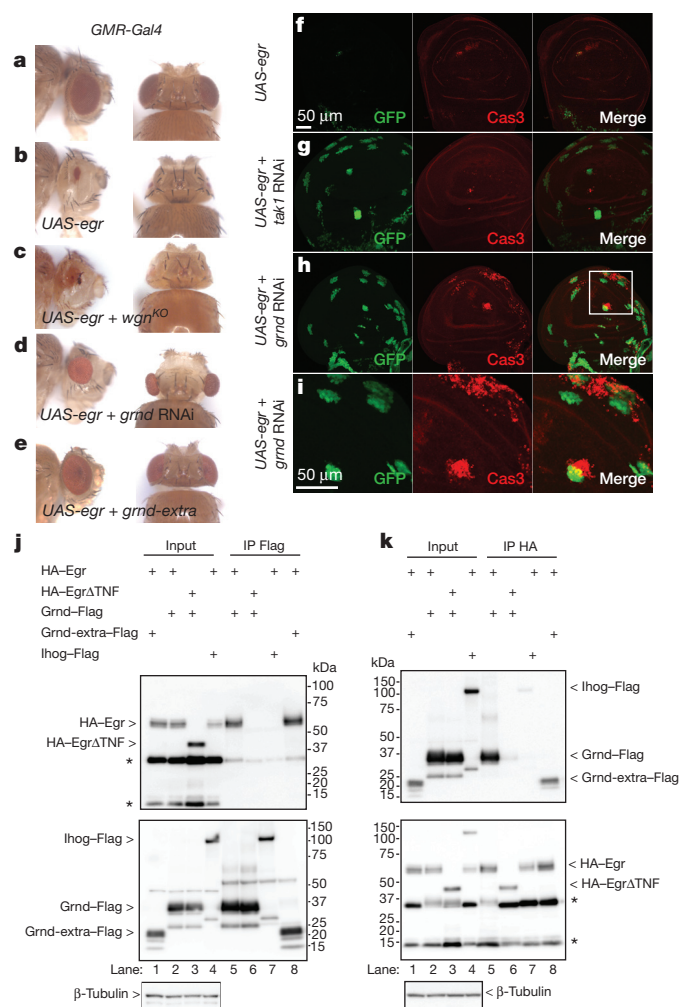 GMR-Gal4
a
b
UAS-egr
c
UAS-egr + wgn^KO
d
UAS-egr + grnd RNAi
e
UAS-egr + grnd-extra
f
UAS-egr
50 μm
GFP
Cas3
Merge
g
UAS-egr +
tak1 RNAi
GFP
Cas3
Merge
h
UAS-egr +
grnd RNAi
GFP
Cas3
Merge
i
UAS-egr +
grnd RNAi
50 μm
GFP
Cas3
Merge
j
Input IP Flag
HA–Egr + + + + + +
HA–EgrΔTNF + +
Grnd–Flag + + + +
Grnd-extra-Flag + +
Ihog-Flag + +
kDa
100
75
HA–Egr >
50
HA–EgrΔTNF >
37
*
25
20
15
*
150
Ihog–Flag >
100
75
50
Grnd–Flag >
37
25
Grnd-extra–Flag >
20
15
Lane: 1 2 3 4 5 6 7 8
β-Tubulin >
k
Input IP HA
+ + + + + +
+ +
+ + + +
+ +
+ +
kDa
150
100
< Ihog–Flag
75
50
37
< Grnd–Flag
25
< Grnd-extra–Flag
20
15
150
100
75
< HA–Egr
50
< HA–EgrΔTNF
37
*
25
20
15
*
1 2 3 4 5 6 7 8
< β-Tubulin